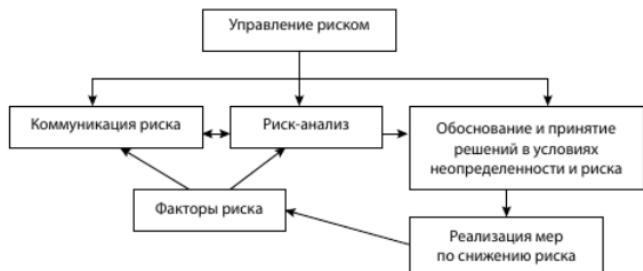 Управление риском
Коммуникация риска
Риск-анализ
Обоснование и принятие
решений в условиях
неопределенности и риска
Факторы риска
Реализация мер
по снижению риска